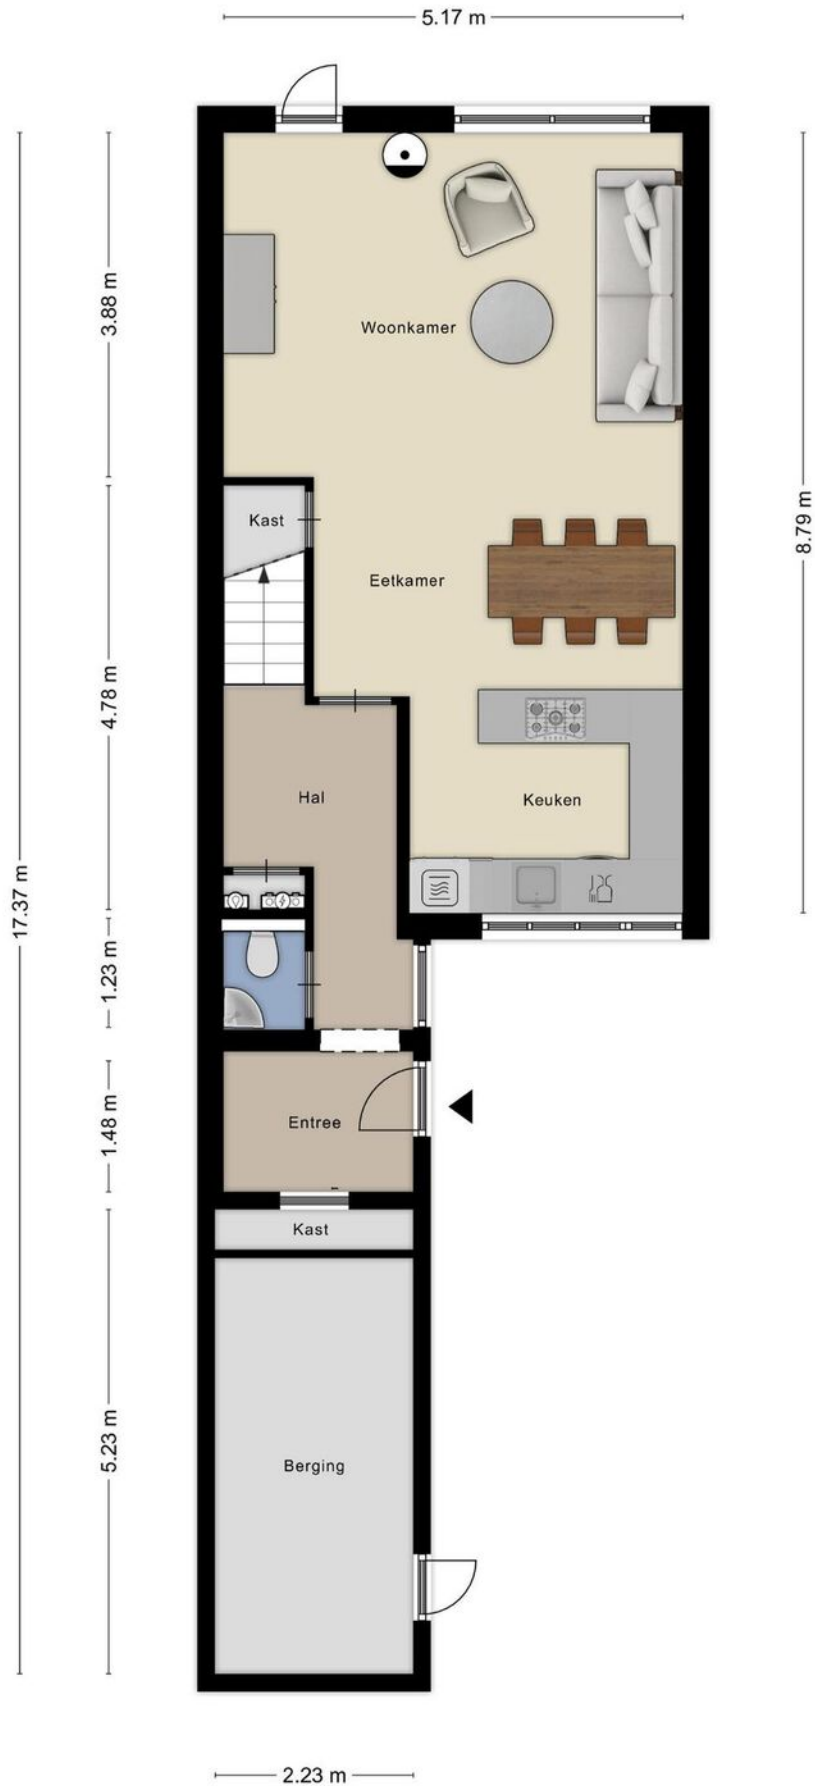 5.17 m
3.88 m
Woonkamer
8.79 m
Kast
Eetkamer
4.78 m
Hal
Keuken
17.37 m
1.23 m
1.48 m
Entree
Kast
5.23 m
Berging
2.23 m